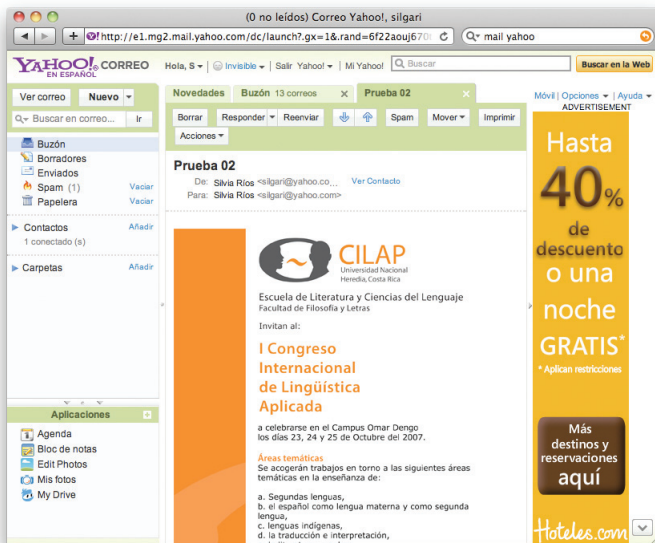 (0 no leídos) Correo Yahoo!, silgari
http://e1.mg2.mail.yahoo.com/dc/launch?.gx=1&.rand=6f22aouj670
mail yahoo
YAHOO! CORREO
EN ESPAÑOL
Hola, S
Invisible
Salir Yahoo!
Mi Yahoo!
Buscar
Buscar en la Web
Ver correo
Nuevo
Buscar en correo...
Ir
Buzón
Borradores
Enviados
Spam (1) Vaciar
Papelera Vaciar
Contactos Añadir
1 conectado (s)
Carpetas Añadir
Aplicaciones
Agenda
Bloc de notas
Edit Photos
Mis fotos
My Drive
Novedades
Buzón 13 correos x
Prueba 02 x
Borrar
Responder
Reenviar
Spam
Mover
Imprimir
Acciones
Prueba 02
De: Silvia Ríos <silgari@yahoo.co... Ver Contacto
Para: Silvia Ríos <silgari@yahoo.com>
CILAP
Universidad Nacional
Heredia, Costa Rica
Escuela de Literatura y Ciencias del Lenguaje
Facultad de Filosofía y Letras
Invitan al:
I Congreso
Internacional
de Lingüística
Aplicada
a celebrarse en el Campus Omar Dengo
los días 23, 24 y 25 de Octubre del 2007.
Áreas temáticas
Se acogerán trabajos en torno a las siguientes áreas
temáticas en la enseñanza de:
a. Segundas lenguas,
b. el español como lengua materna y como segunda
lengua,
c. lenguas indígenas,
d. la traducción e interpretación,
Móvil | Opciones | Ayuda
ADVERTISEMENT
Hasta
40%
de
descuento
o una
noche
GRATIS*
* Aplican restricciones
Más
destinos y
reservaciones
aquí
Hoteles.com